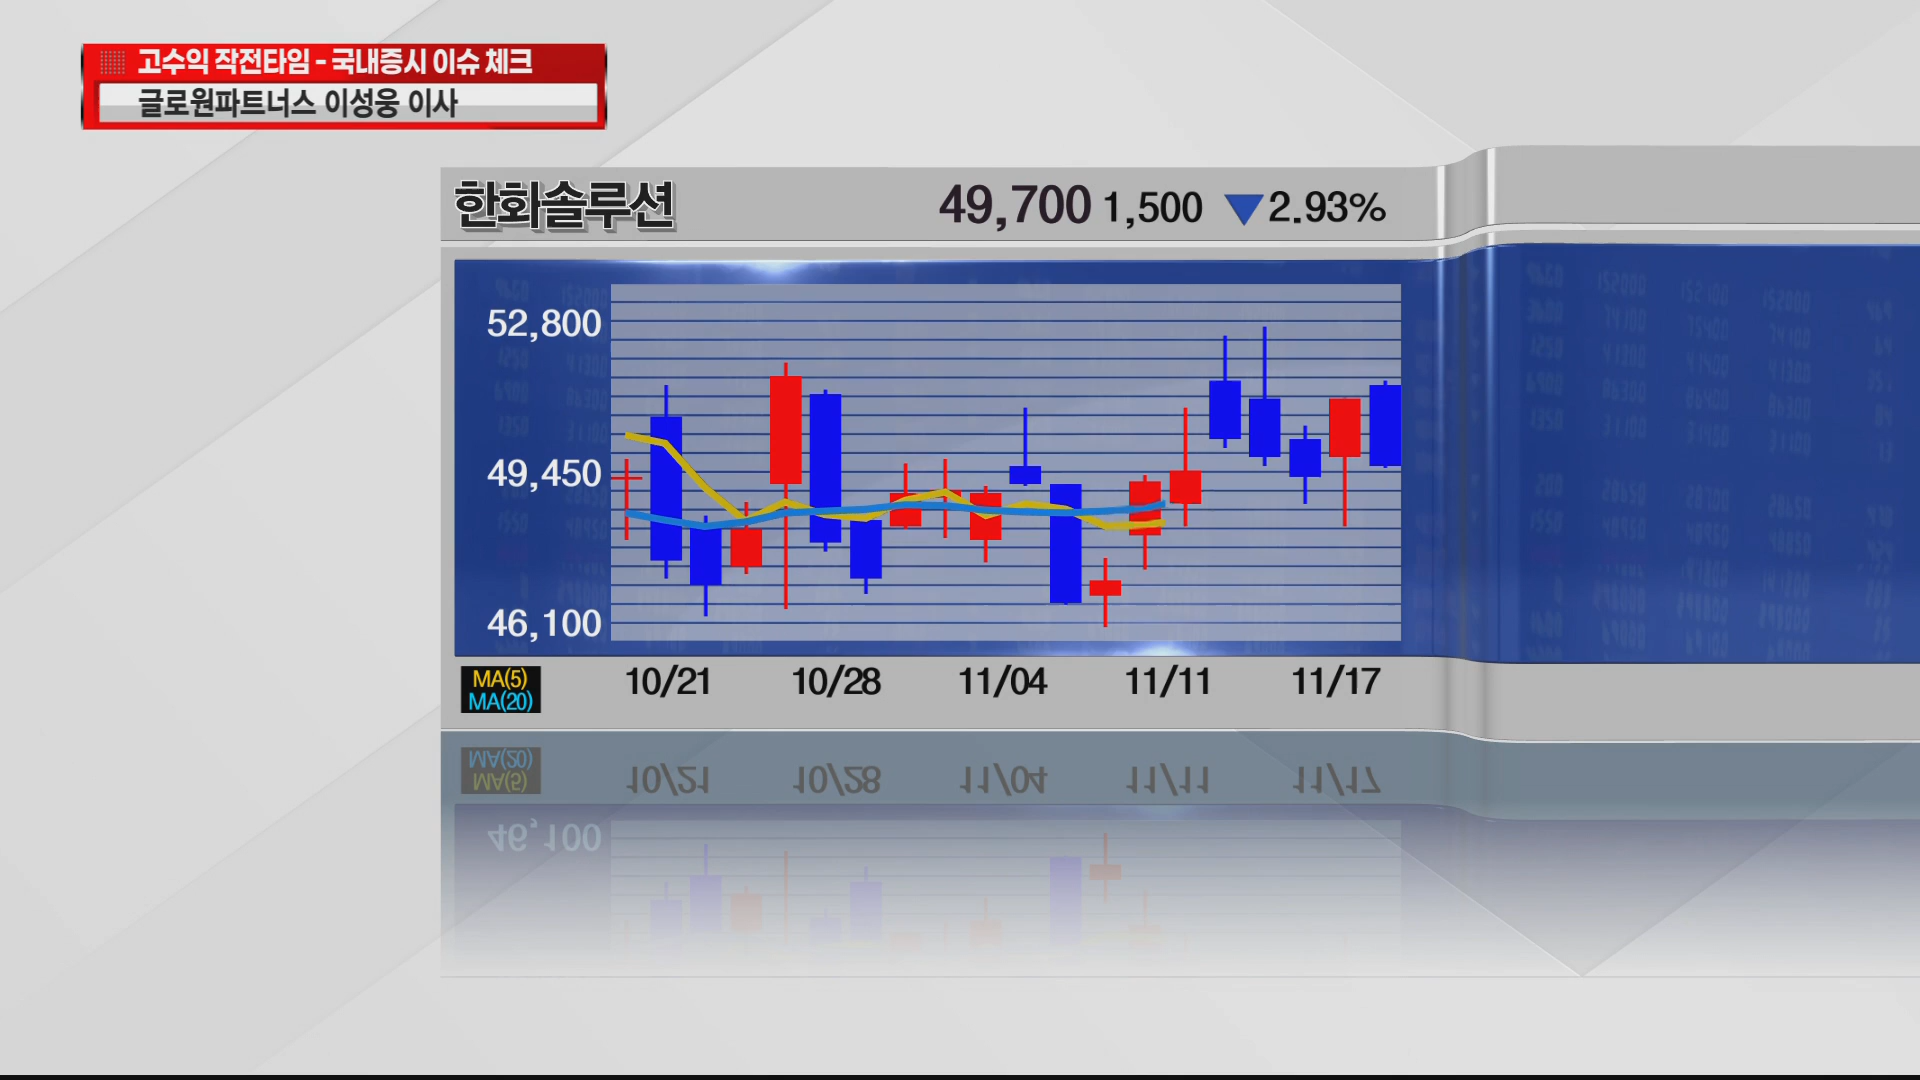 고수익 작전타임 - 국내증시 이슈 체크
글로원파트너스 이성웅 이사
한화솔루션 49,700 1,500 ▼2.93%
52,800
49,450
46,100
MA(5)
MA(20)
10/21 10/28 11/04 11/11 11/17